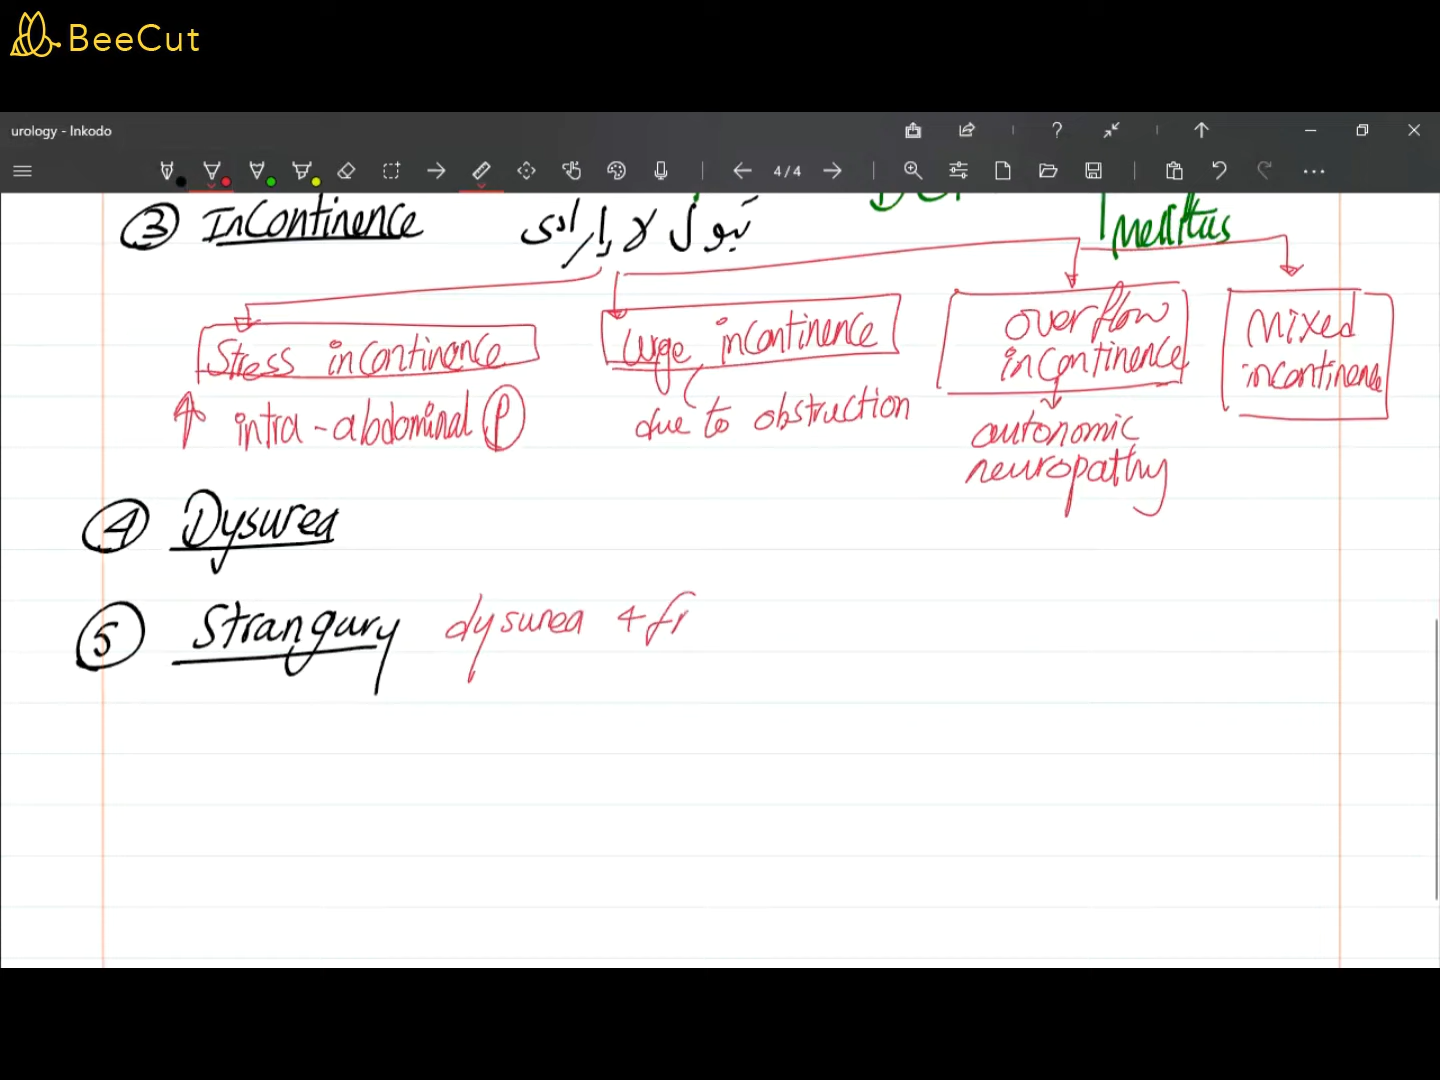 BeeCut
urology - Inkodo
4/4
③ Incontinence تبول لا إرادي
mellitus
Stress incontinence
urge incontinence
overflow
incontinence
mixed
incontinence
↑ intra-abdominal P
due to obstruction
autonomic
neuropathy
④ Dysurea
⑤ Strangury dysurea + fr